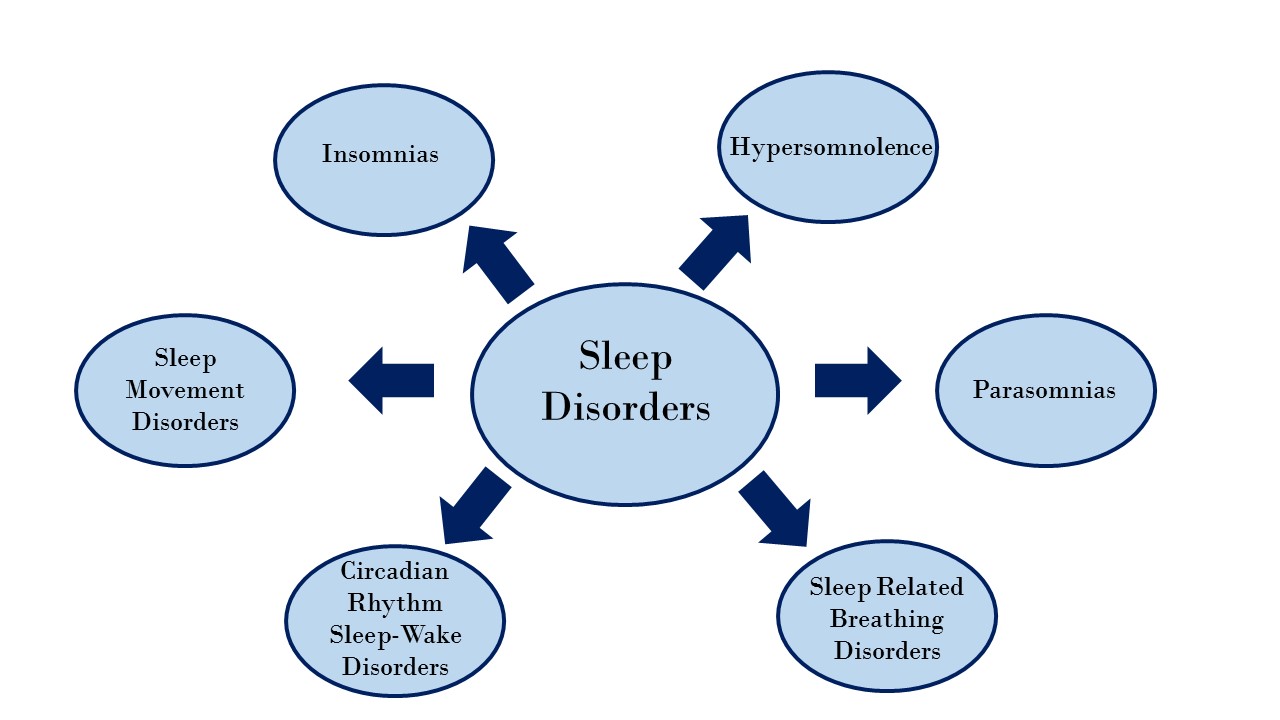 Insomnias
Hypersomnolence
Sleep
Disorders
Sleep
Movement
Disorders
Parasomnias
Circadian
Rhythm
Sleep-Wake
Disorders
Sleep Related
Breathing
Disorders